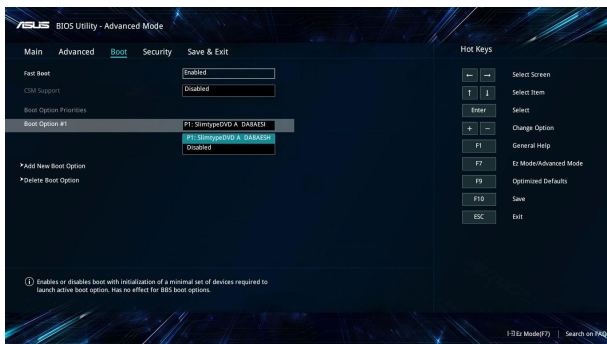 ASUS BIOS Utility - Advanced Mode
Main Advanced Boot Security Save & Exit
Hot Keys
Fast Boot Enabled
CSM Support Disabled
Boot Option Priorities
Boot Option #1 P1: SlimtypeDVD A DA8AESI
P1: SlimtypeDVD A DA8AESH
Disabled
Add New Boot Option
Delete Boot Option
← → Select Screen
↑ ↓ Select Item
Enter Select
+ − Change Option
F1 General Help
F7 Ez Mode/Advanced Mode
F9 Optimized Defaults
F10 Save
ESC Exit
Enables or disables boot with initialization of a minimal set of devices required to
launch active boot option. Has no effect for BBS boot options.
Ez Mode(F7) | Search on FAQ